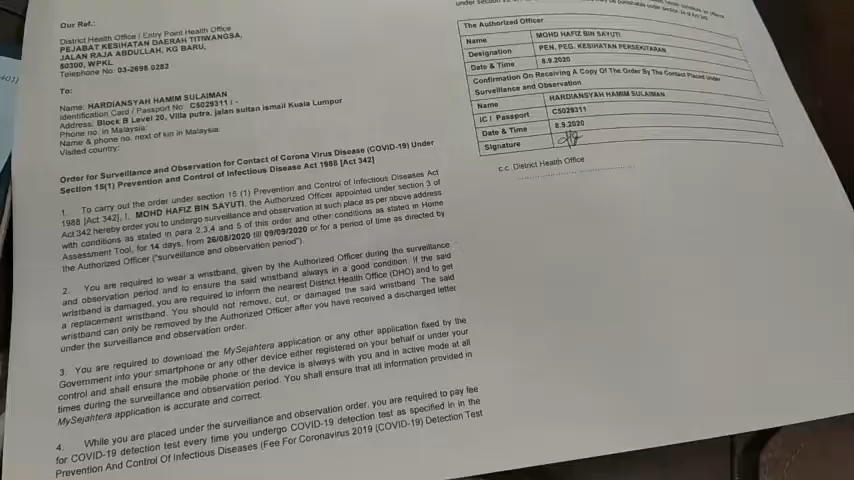 4031)
Our Ref.:
District Health Office / Entry Point Health Office
PEJABAT KESIHATAN DAERAH TITIWANGSA,
JALAN RAJA ABDULLAH, KG BARU,
50300, WPKL
Telephone No: 03-2698 0282
To:
Name: HARDIANSYAH HAMIM SULAIMAN
Identification Card / Passport No: C5029311 / -
Address: Block B Level 20, Villa putra, jalan sultan ismail Kuala Lumpur
Phone no. in Malaysia:
Name & phone no. next of kin in Malaysia:
Visited country:
Order for Surveillance and Observation for Contact of Corona Virus Disease (COVID-19) Under
Section 15(1) Prevention and Control of Infectious Disease Act 1988 [Act 342]
1. To carry out the order under section 15 (1) Prevention and Control of Infectious Diseases Act
1988 [Act 342], I, MOHD HAFIZ BIN SAYUTI, the Authorized Officer appointed under section 3 of
Act 342 hereby order you to undergo surveillance and observation at such place as per above address
with conditions as stated in para 2,3,4 and 5 of this order and other conditions as stated in Home
Assessment Tool, for 14 days, from 26/08/2020 till 09/09/2020 or for a period of time as directed by
the Authorized Officer ("surveillance and observation period").
2. You are required to wear a wristband, given by the Authorized Officer during the surveillance
and observation period and to ensure the said wristband always in a good condition. If the said
wristband is damaged, you are required to inform the nearest District Health Office (DHO) and to get
a replacement wristband. You should not remove, cut, or damaged the said wristband. The said
wristband can only be removed by the Authorized Officer after you have received a discharged letter
under the surveillance and observation order.
3. You are required to download the MySejahtera application or any other application fixed by the
Government into your smartphone or any other device either registered on your behalf or under your
control and shall ensure the mobile phone or the device is always with you and in active mode at all
times during the surveillance and observation period. You shall ensure that all information provided in
MySejahtera application is accurate and correct.
4. While you are placed under the surveillance and observation order, you are required to pay fee
for COVID-19 detection test every time you undergo COVID-19 detection test as specified in in the
Prevention And Control Of Infectious Diseases (Fee For Coronavirus 2019 (COVID-19) Detection Test
The Authorized Officer
Name MOHD HAFIZ BIN SAYUTI
Designation PEN. PEG. KESIHATAN PERSEKITARAN
Date & Time 8.9.2020
Confirmation On Receiving A Copy Of The Order By The Contact Placed Under
Surveillance and Observation
Name HARDIANSYAH HAMIM SULAIMAN
IC / Passport C5029311
Date & Time 8.9.2020
Signature
c.c. District Health Office